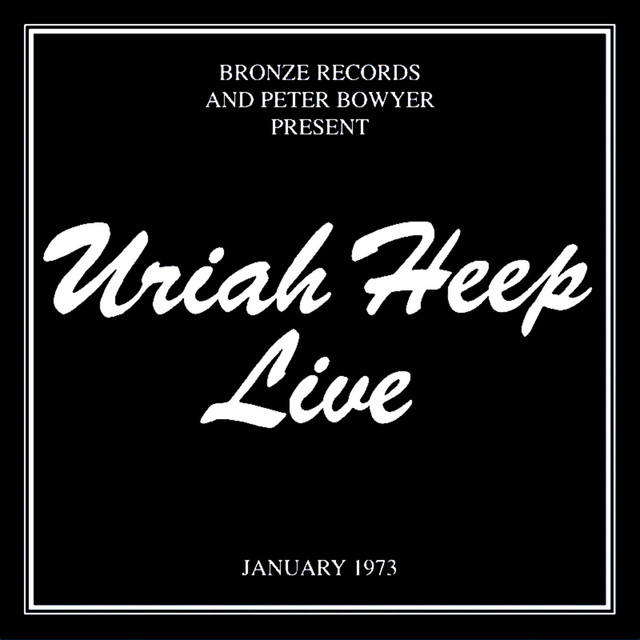 BRONZE RECORDS
AND PETER BOWYER
PRESENT
Uriah Heep
Live
JANUARY 1973